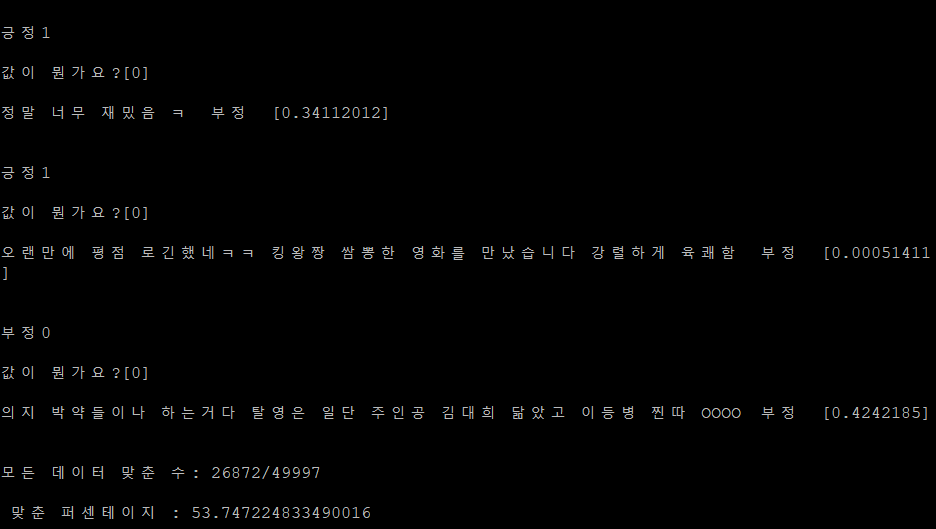 긍정1
값이 뭔가요?[0]
정말 너무 재밌음 ㅋ 부정 [0.34112012]
긍정1
값이 뭔가요?[0]
오랜만에 평점 로긴했네ㅋㅋ 킹왕짱 쌈뽕한 영화를 만났습니다 강렬하게 육쾌함 부정 [0.00051411
]
부정0
값이 뭔가요?[0]
의지 박약들이나 하는거다 탈영은 일단 주인공 김대희 닮았고 이등병 찐따 OOOO 부정 [0.4242185]
모든 데이터 맞춘 수: 26872/49997
맞춘 퍼센테이지 : 53.747224833490016